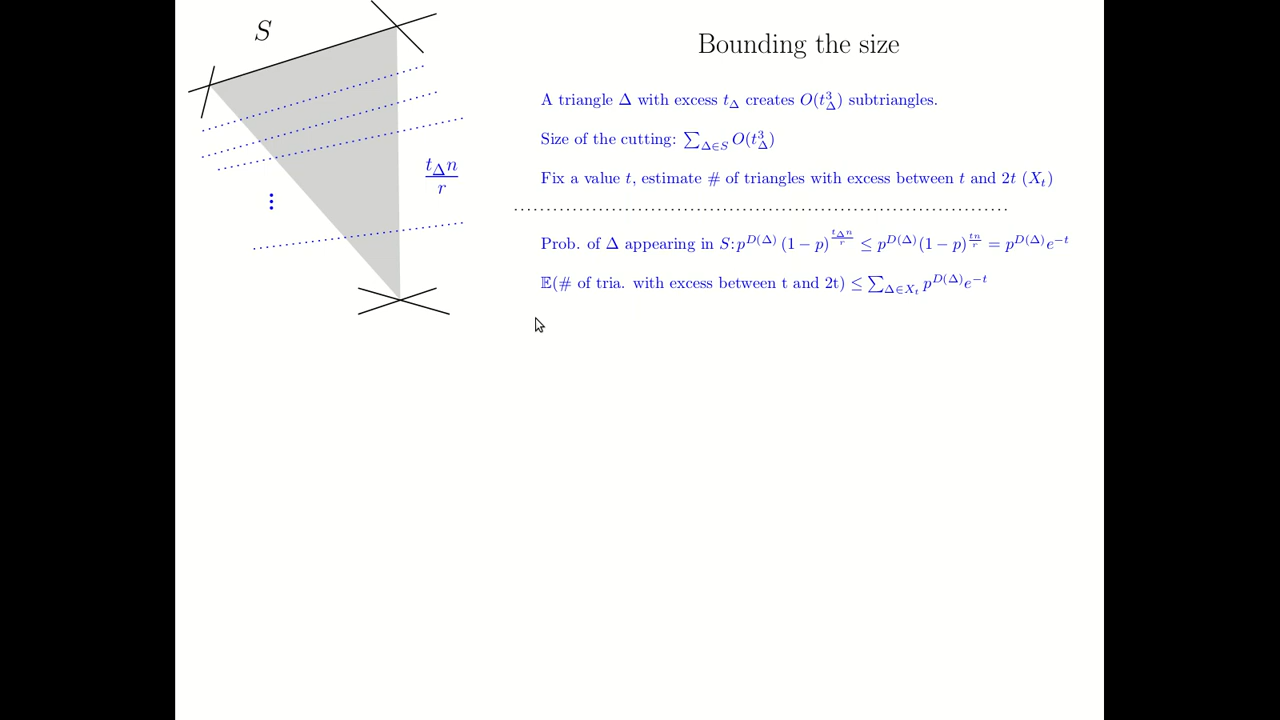 S
Bounding the size
A triangle Δ with excess t_Δ creates O(t_Δ^3) subtriangles.
Size of the cutting: ∑_{Δ∈S} O(t_Δ^3)
Fix a value t, estimate # of triangles with excess between t and 2t (X_t)
t_Δ n / r
Prob. of Δ appearing in S: p^{D(Δ)} (1 − p)^{t_Δ n / r} ≤ p^{D(Δ)} (1 − p)^{tn / r} = p^{D(Δ)} e^{−t}
𝔼(# of tria. with excess between t and 2t) ≤ ∑_{Δ∈X_t} p^{D(Δ)} e^{−t}